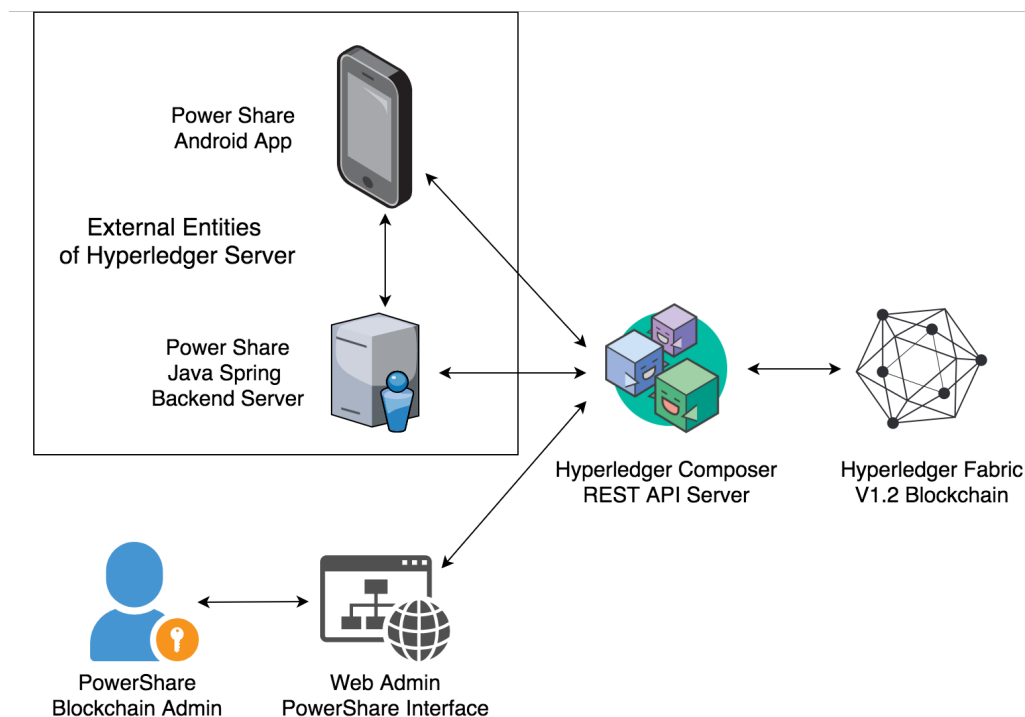 Power Share
Android App
External Entities
of Hyperledger Server
Power Share
Java Spring
Backend Server
Hyperledger Composer
REST API Server
Hyperledger Fabric
V1.2 Blockchain
PowerShare
Blockchain Admin
Web Admin
PowerShare Interface